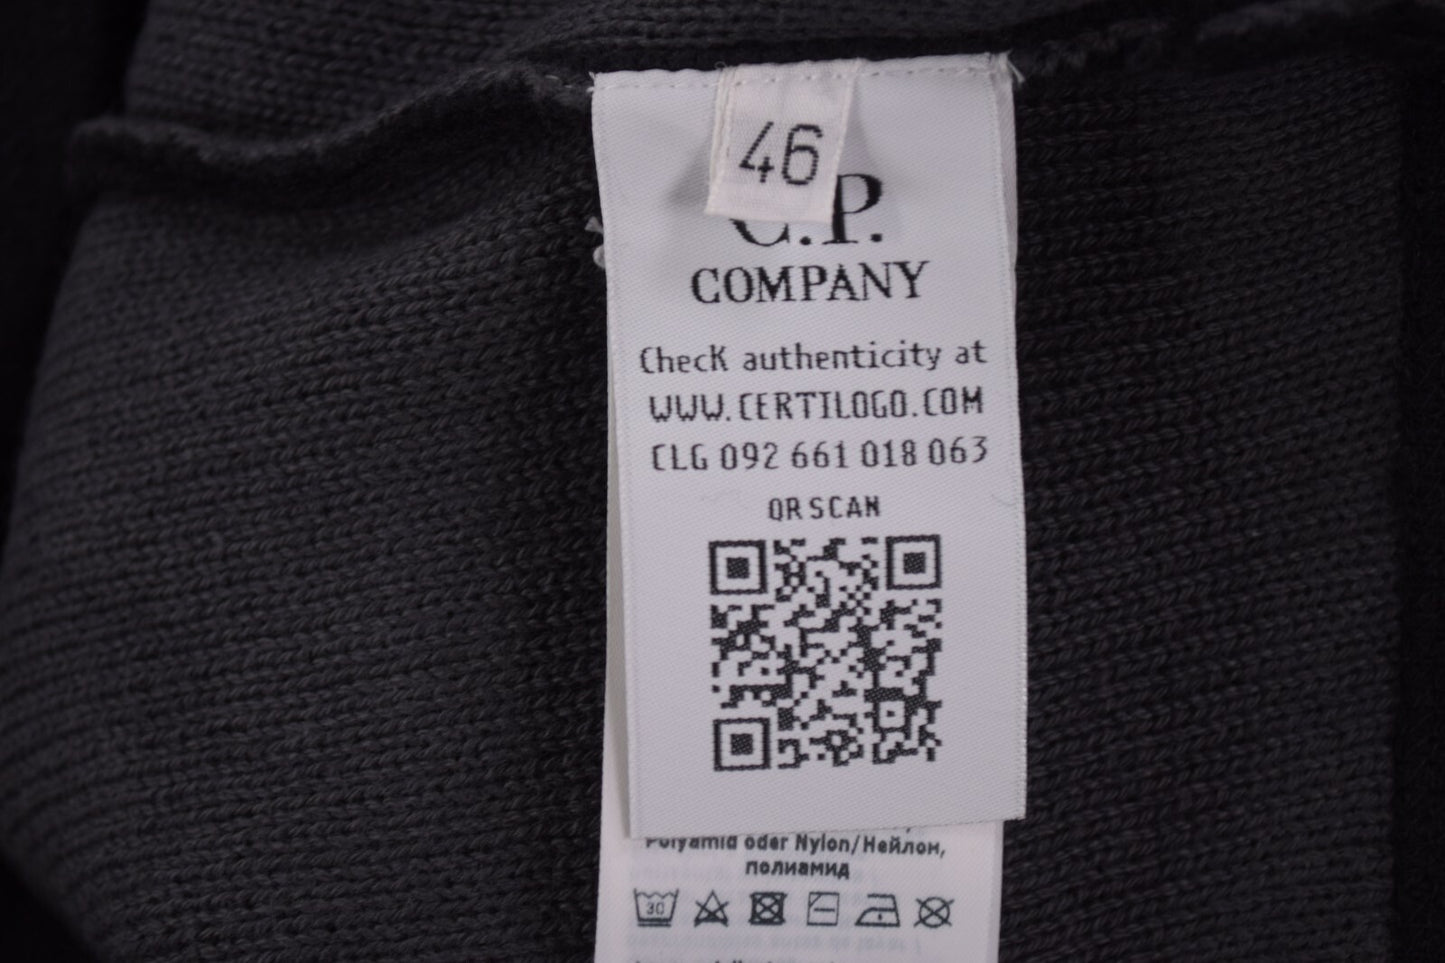 46
C.P.
COMPANY
Check authenticity at
WWW.CERTILOGO.COM
CLG 092 661 018 063
QR SCAN
Polyamid oder Nylon/Нейлон,
полиамид
30